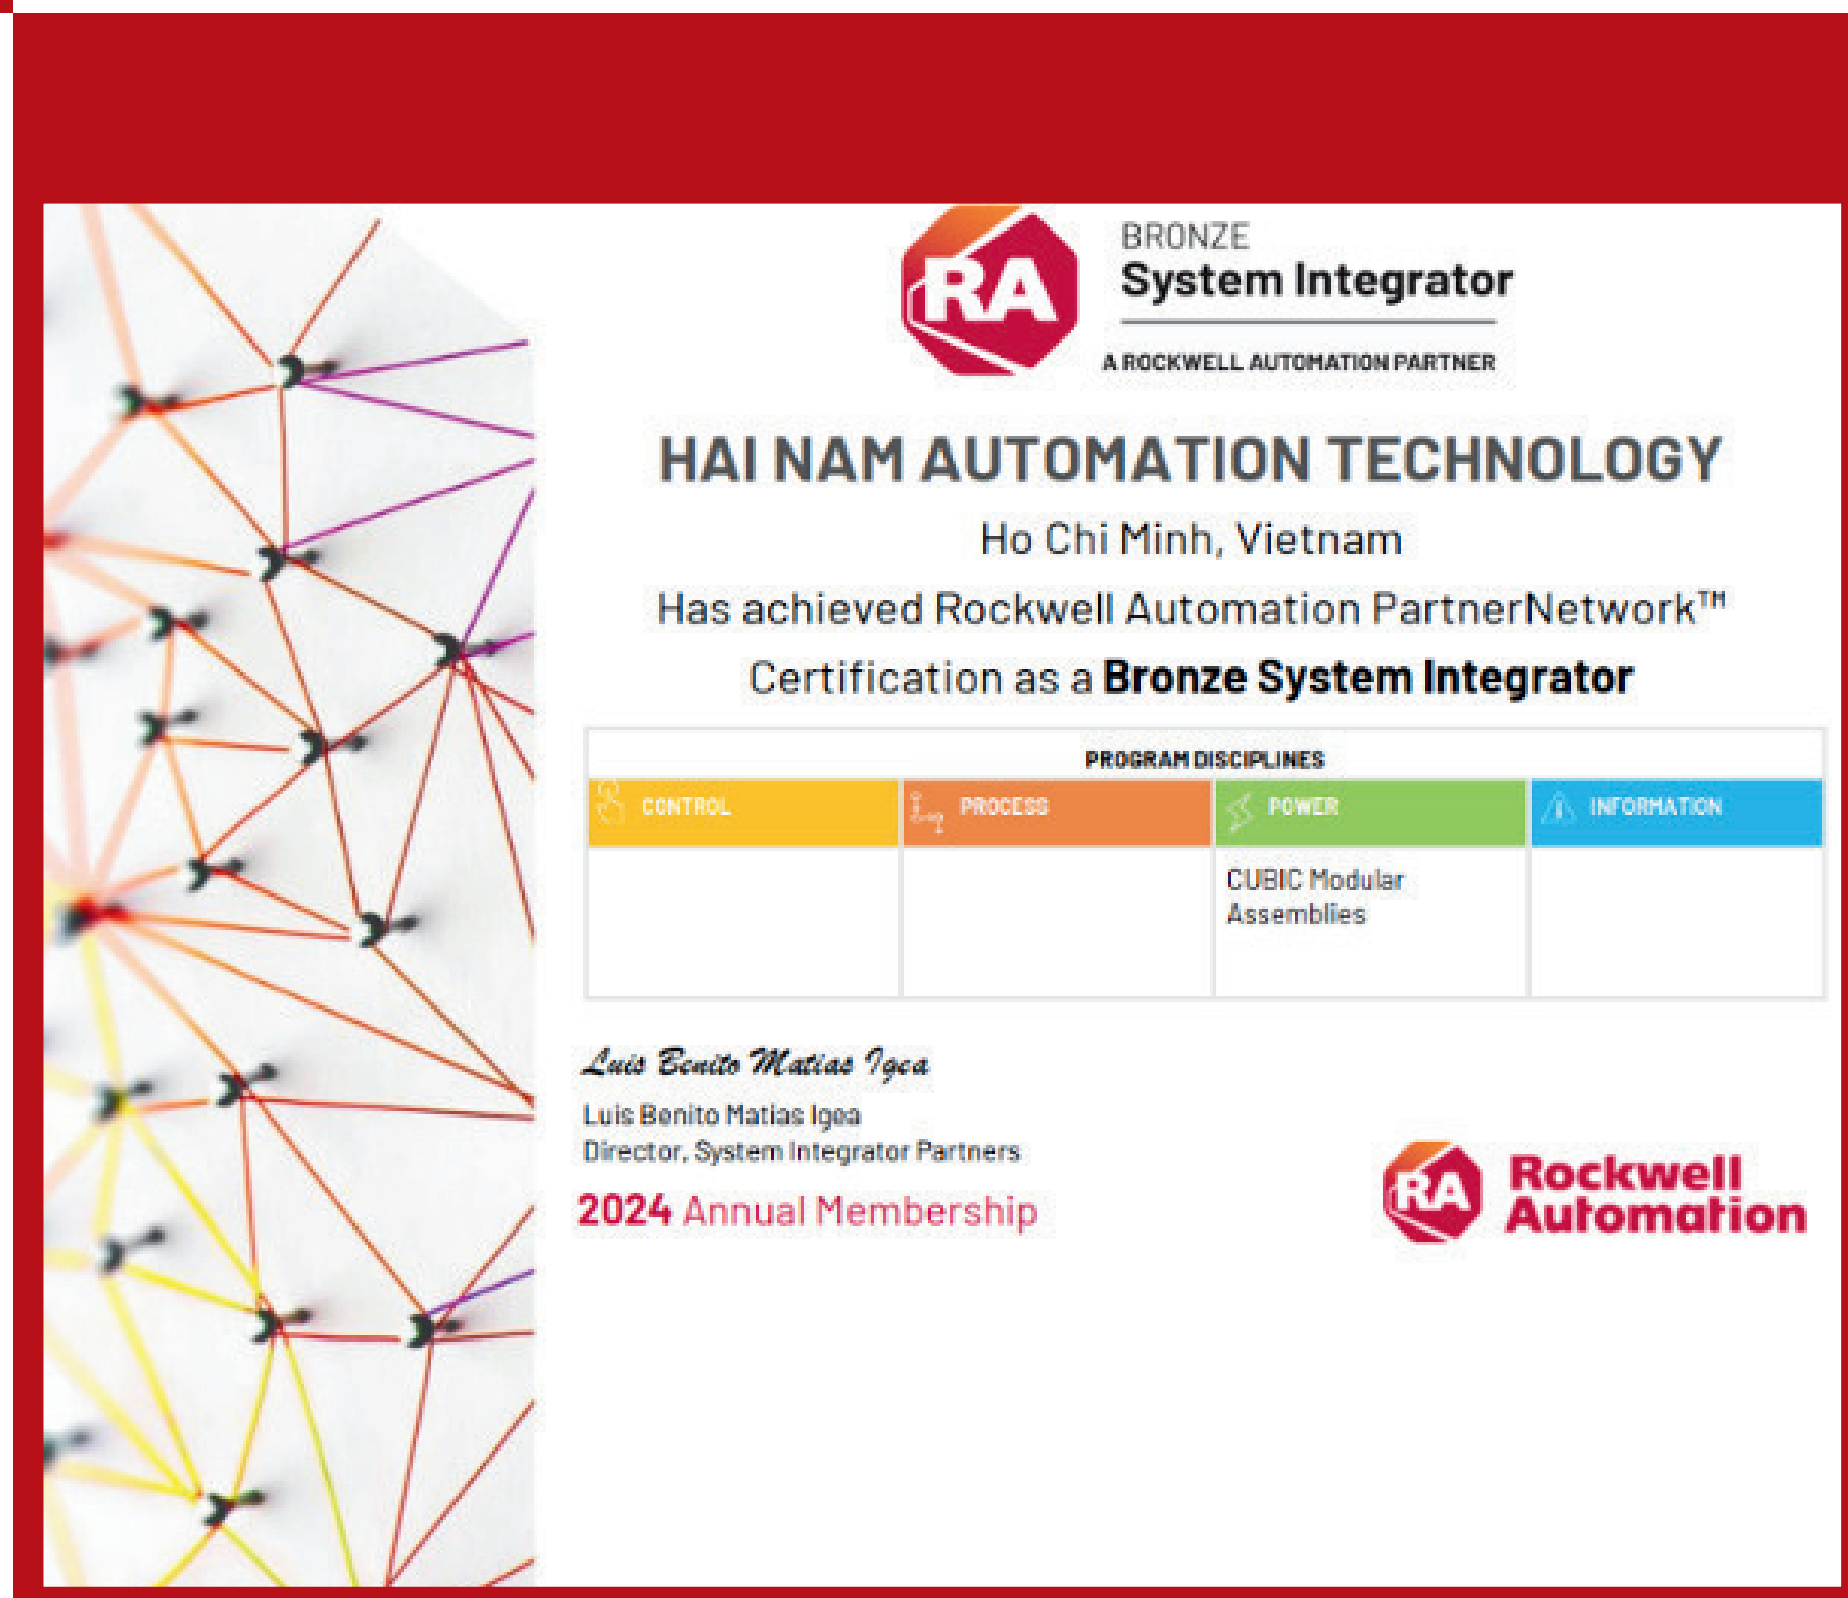 RA
BRONZE
System Integrator
A ROCKWELL AUTOMATION PARTNER
HAI NAM AUTOMATION TECHNOLOGY
Ho Chi Minh, Vietnam
Has achieved Rockwell Automation PartnerNetwork™
Certification as a Bronze System Integrator
PROGRAM DISCIPLINES
CONTROL PROCESS POWER INFORMATION
CUBIC Modular
Assemblies
Luis Benito Matias Igea
Luis Benito Matias Igea
Director, System Integrator Partners
2024 Annual Membership
RA
Rockwell
Automation